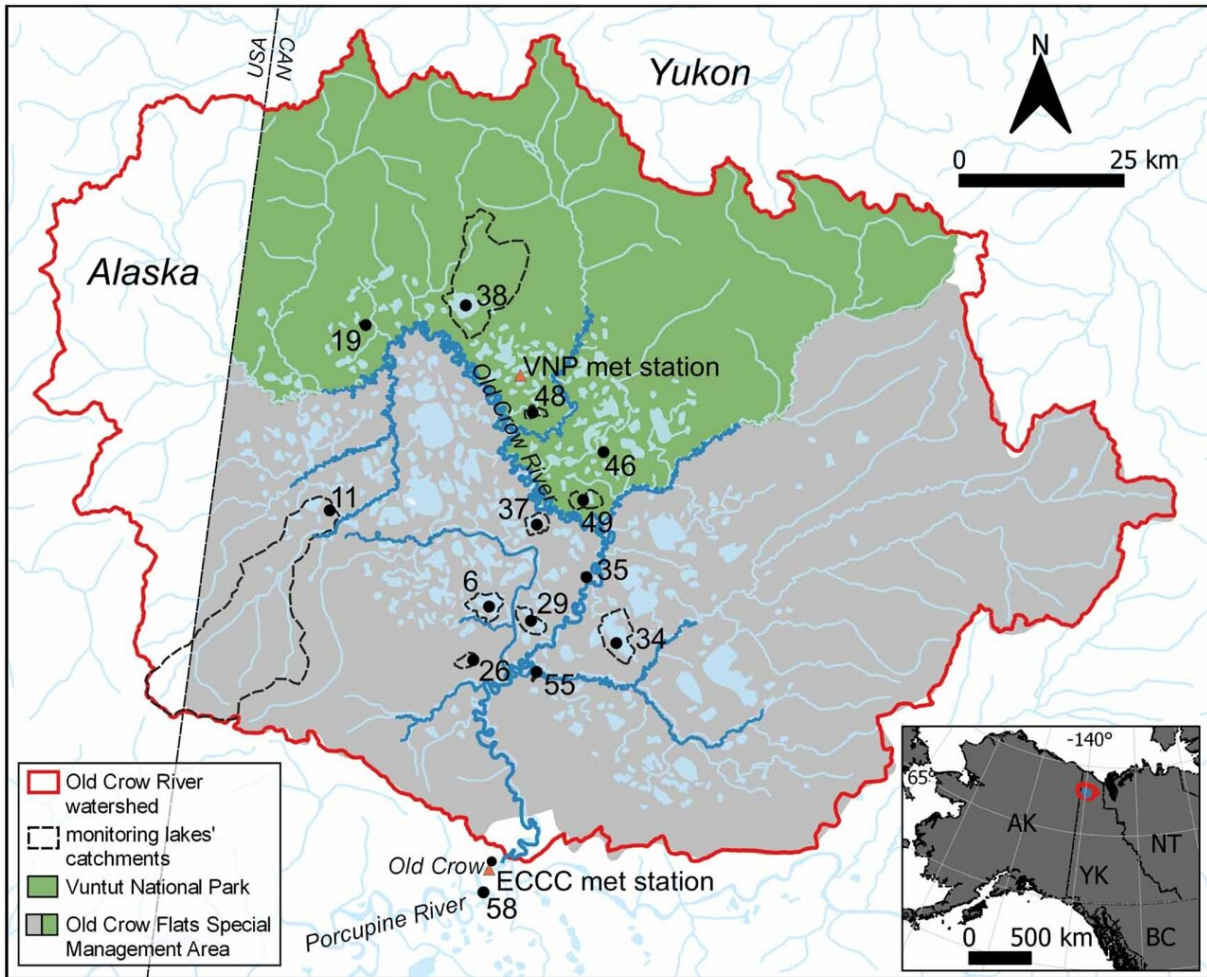 USA
CAN
Yukon
N
0
25 km
Alaska
38
19
VNP met station
48
Old Crow River
46
11
37
49
35
6
29
34
26
55
Old Crow
ECCC met station
58
Porcupine River
Old Crow River
watershed
monitoring lakes'
catchments
Vuntut National Park
Old Crow Flats Special
Management Area
-140°
65°
AK
NT
YK
BC
0
500 km